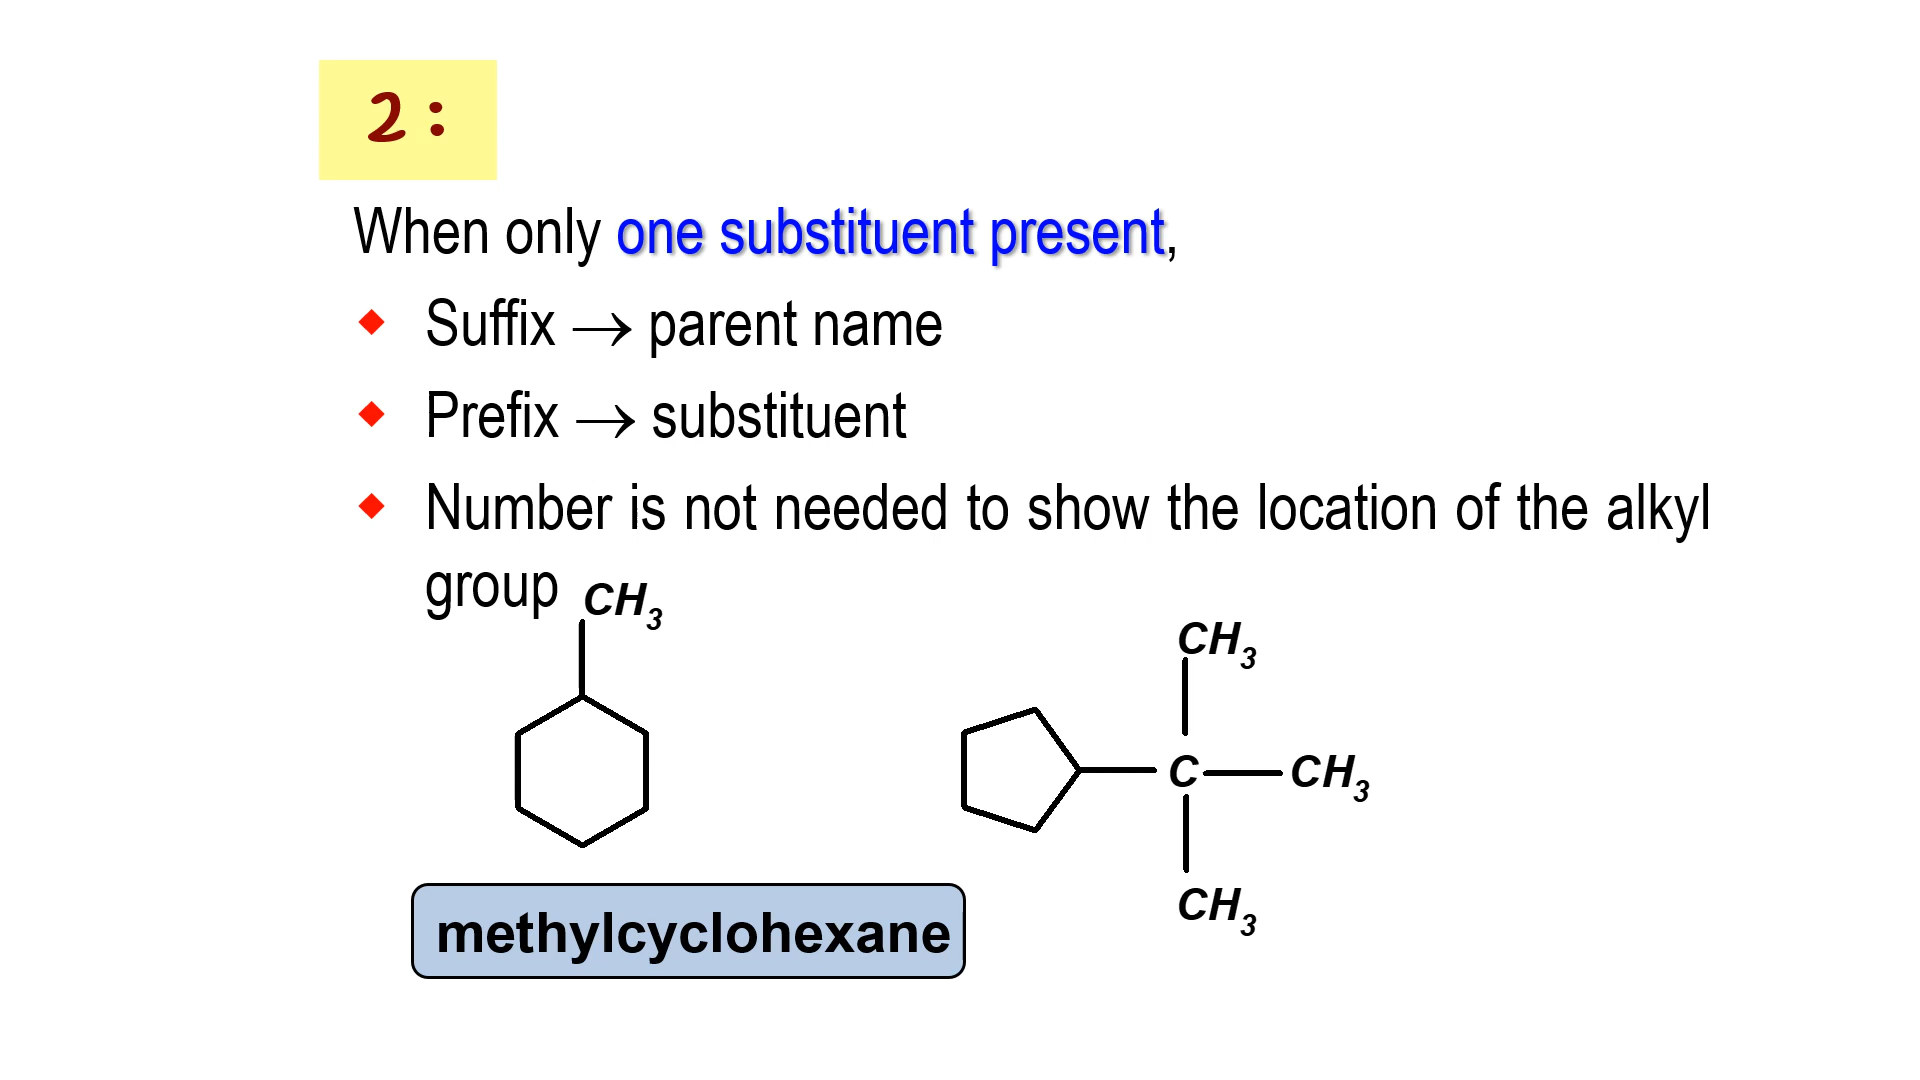 2 :
When only one substituent present,
◆ Suffix → parent name
◆ Prefix → substituent
◆ Number is not needed to show the location of the alkyl
group
CH₃
CH₃
C
CH₃
CH₃
methylcyclohexane